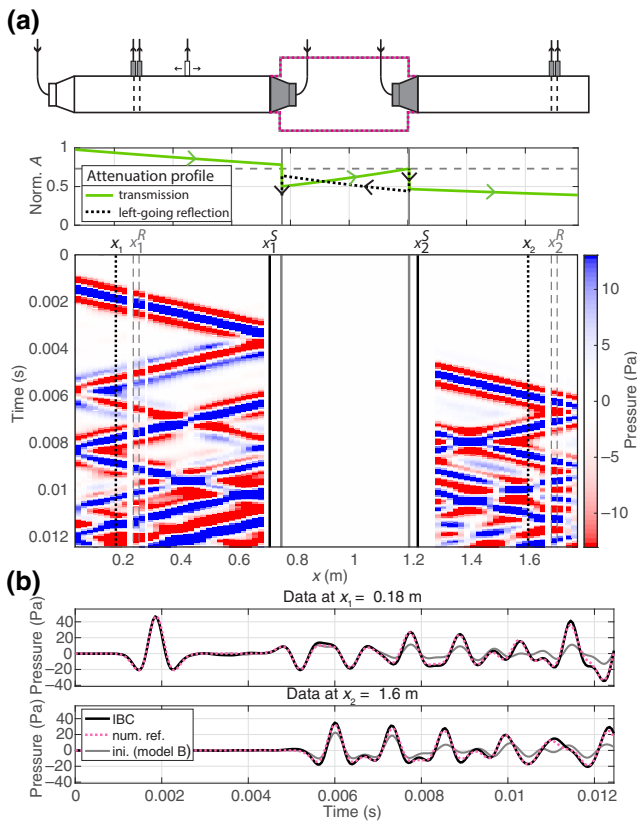 (a)
Norm. A
1
0.5
0
Attenuation profile
transmission
left-going reflection
x₁ x₁ᴿ x₁ˢ x₂ˢ x₂ x₂ᴿ
Time (s)
0.002
0.004
0.006
0.008
0.01
0.012
0.2 0.4 0.6 0.8 1 1.2 1.4 1.6
x (m)
10
5
0
-5
-10
Pressure (Pa)
(b)
Data at x₁ = 0.18 m
Pressure (Pa)
40
20
0
-20
-40
Data at x₂ = 1.6 m
Pressure (Pa)
40
20
0
-20
-40
IBC
num. ref.
ini. (model B)
0 0.002 0.004 0.006 0.008 0.01 0.012
Time (s)